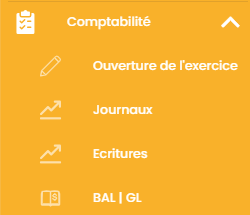 Comptabilité
Ouverture de l'exercice
Journaux
Ecritures
BAL | GL